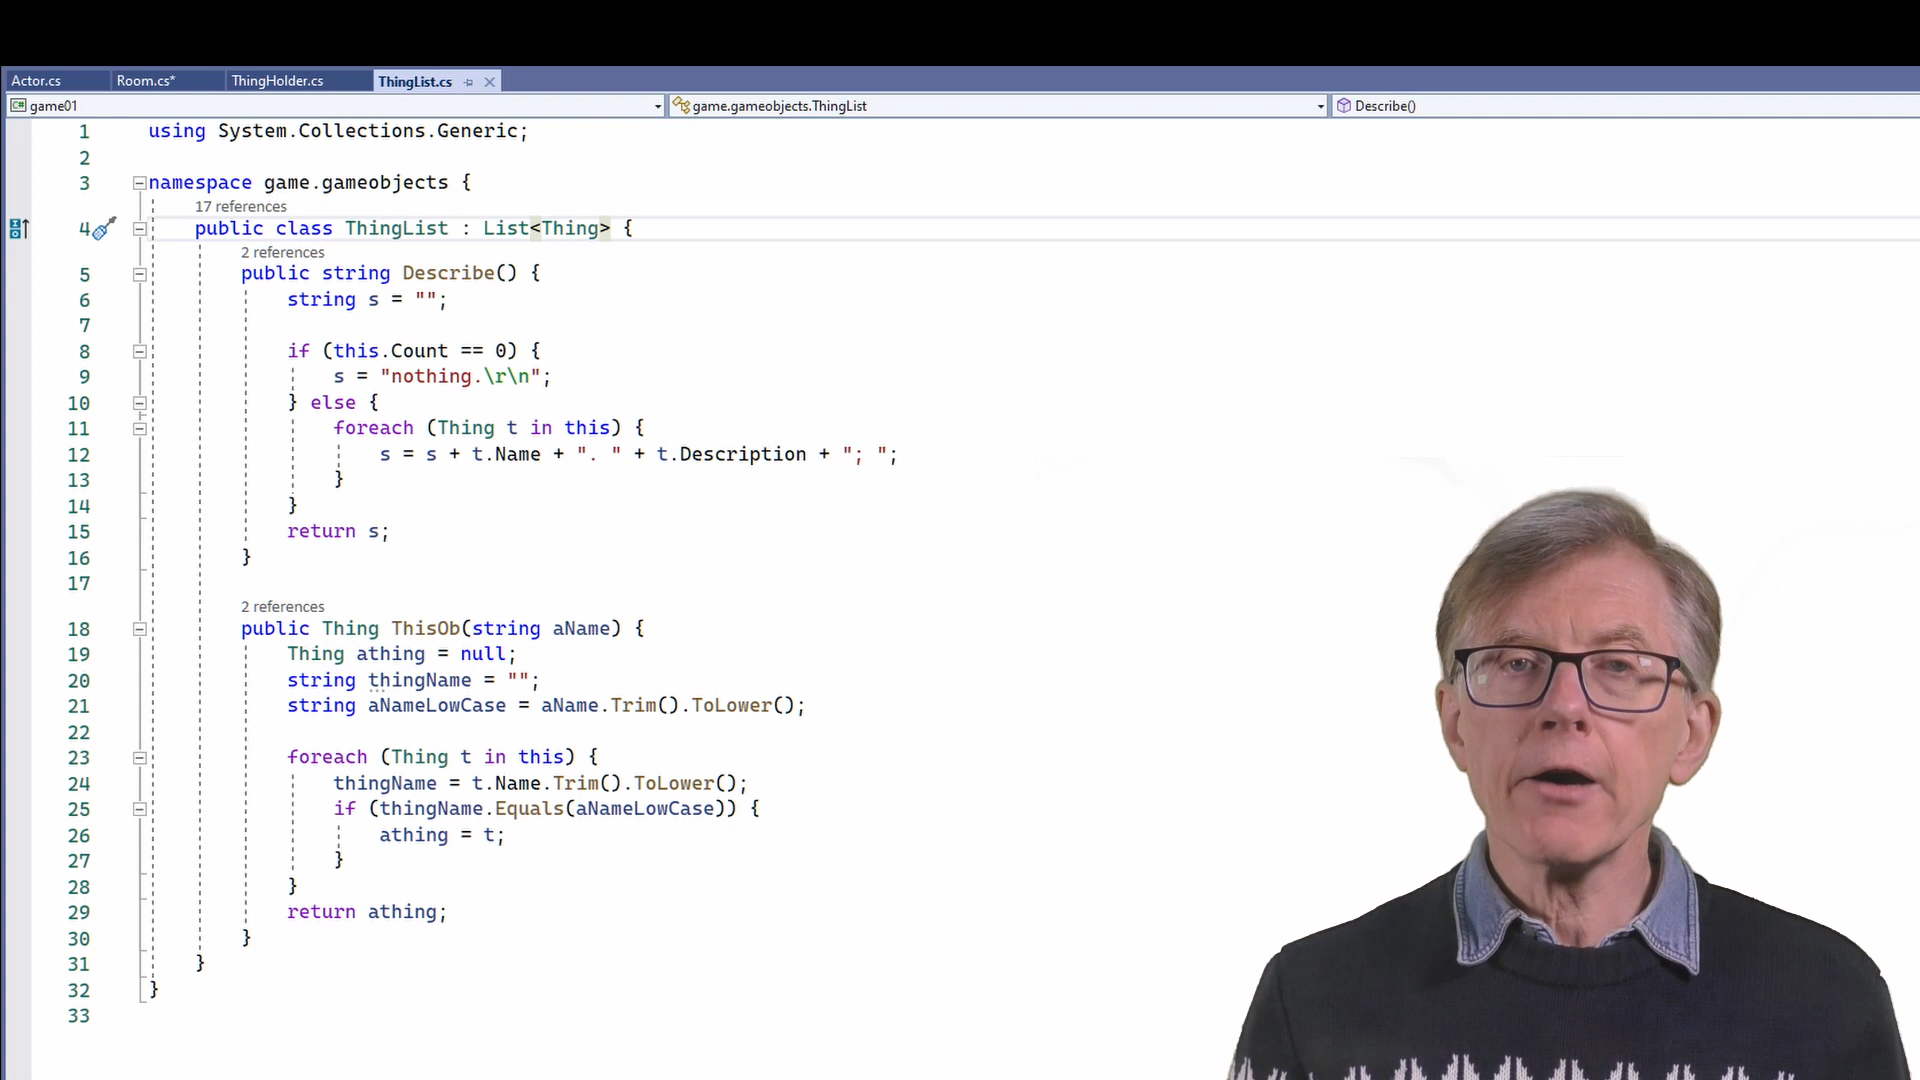 Actor.cs Room.cs* ThingHolder.cs ThingList.cs
game01 game.gameobjects.ThingList Describe()
1 using System.Collections.Generic;
2
3 namespace game.gameobjects {
17 references
4 public class ThingList : List<Thing> {
2 references
5 public string Describe() {
6 string s = "";
7
8 if (this.Count == 0) {
9 s = "nothing.\r\n";
10 } else {
11 foreach (Thing t in this) {
12 s = s + t.Name + ". " + t.Description + "; ";
13 }
14 }
15 return s;
16 }
17
2 references
18 public Thing ThisOb(string aName) {
19 Thing athing = null;
20 string thingName = "";
21 string aNameLowCase = aName.Trim().ToLower();
22
23 foreach (Thing t in this) {
24 thingName = t.Name.Trim().ToLower();
25 if (thingName.Equals(aNameLowCase)) {
26 athing = t;
27 }
28 }
29 return athing;
30 }
31 }
32 }
33